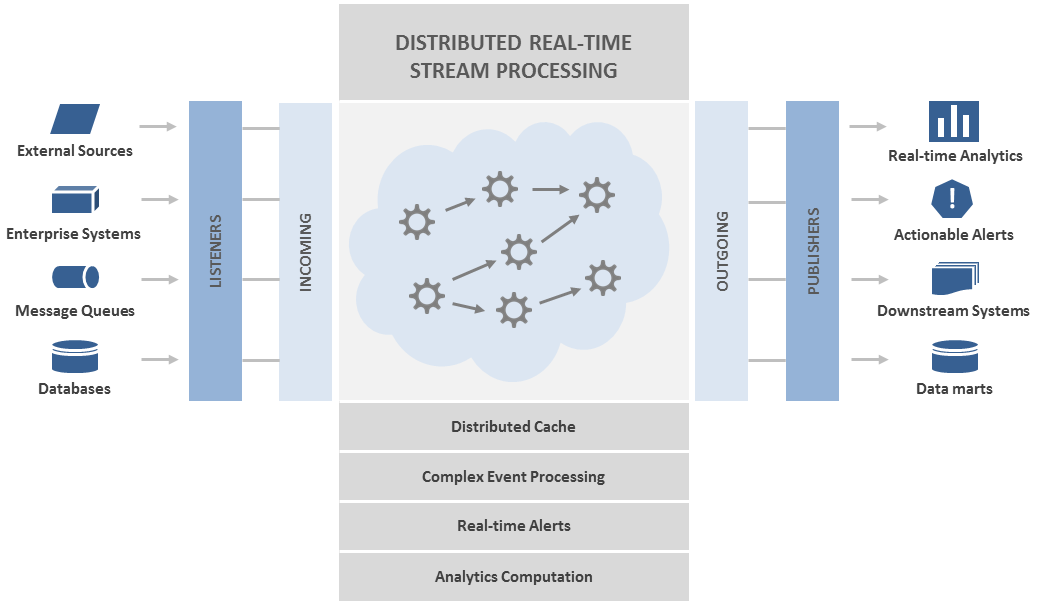 DISTRIBUTED REAL-TIME
STREAM PROCESSING
External Sources
Enterprise Systems
Message Queues
Databases
LISTENERS
INCOMING
OUTGOING
PUBLISHERS
Real-time Analytics
Actionable Alerts
Downstream Systems
Data marts
Distributed Cache
Complex Event Processing
Real-time Alerts
Analytics Computation